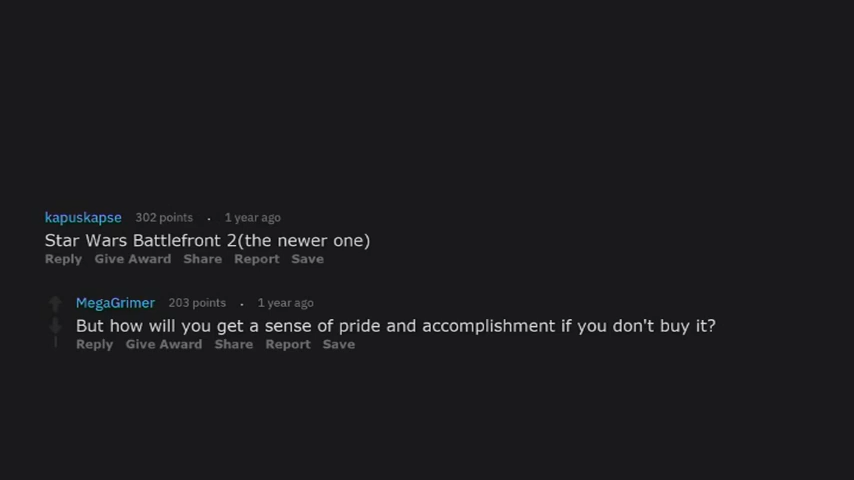 kapuskapse 302 points . 1 year ago
Star Wars Battlefront 2(the newer one)
Reply Give Award Share Report Save
MegaGrimer 203 points . 1 year ago
But how will you get a sense of pride and accomplishment if you don't buy it?
Reply Give Award Share Report Save